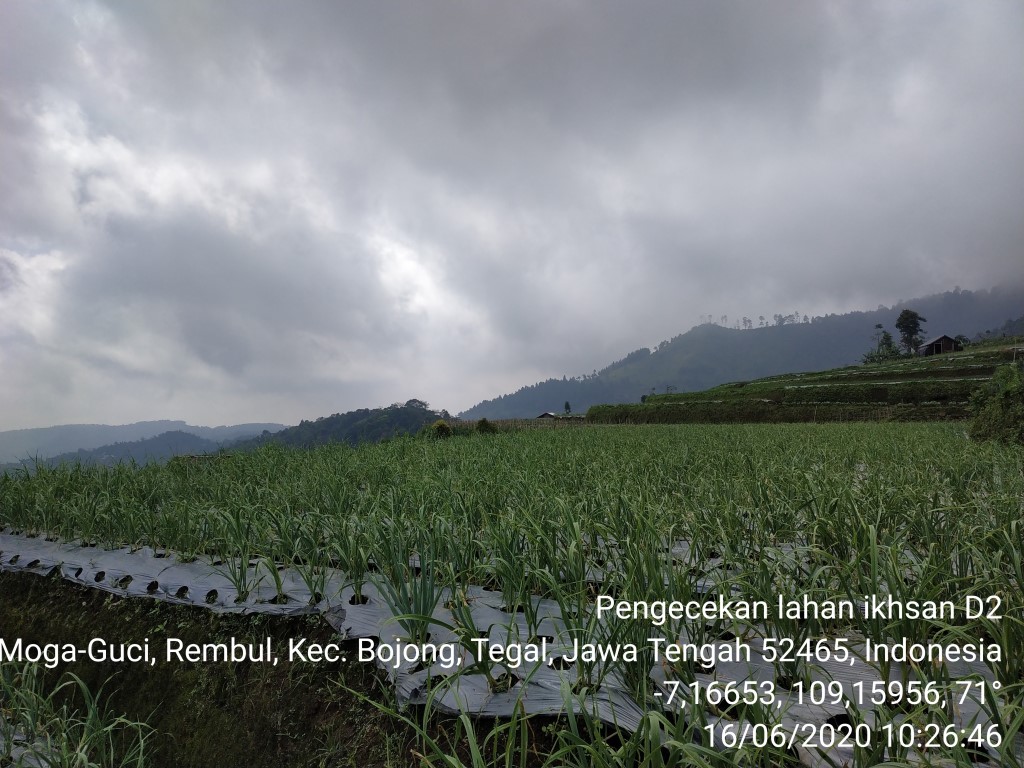 Pengecekan lahan ikhsan D2
Moga-Guci, Rembul, Kec. Bojong, Tegal, Jawa Tengah 52465, Indonesia
-7,16653, 109,15956, 71°
16/06/2020 10:26:46